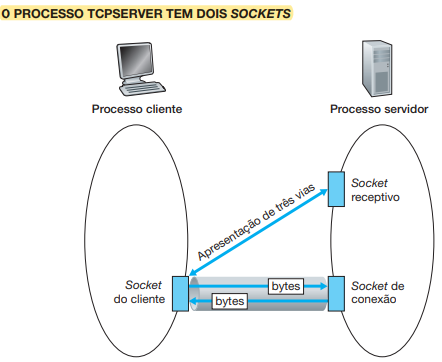 O PROCESSO TCPSERVER TEM DOIS SOCKETS
Processo cliente
Processo servidor
Apresentação de três vias
Socket
receptivo
Socket
do cliente
bytes
bytes
Socket de
conexão